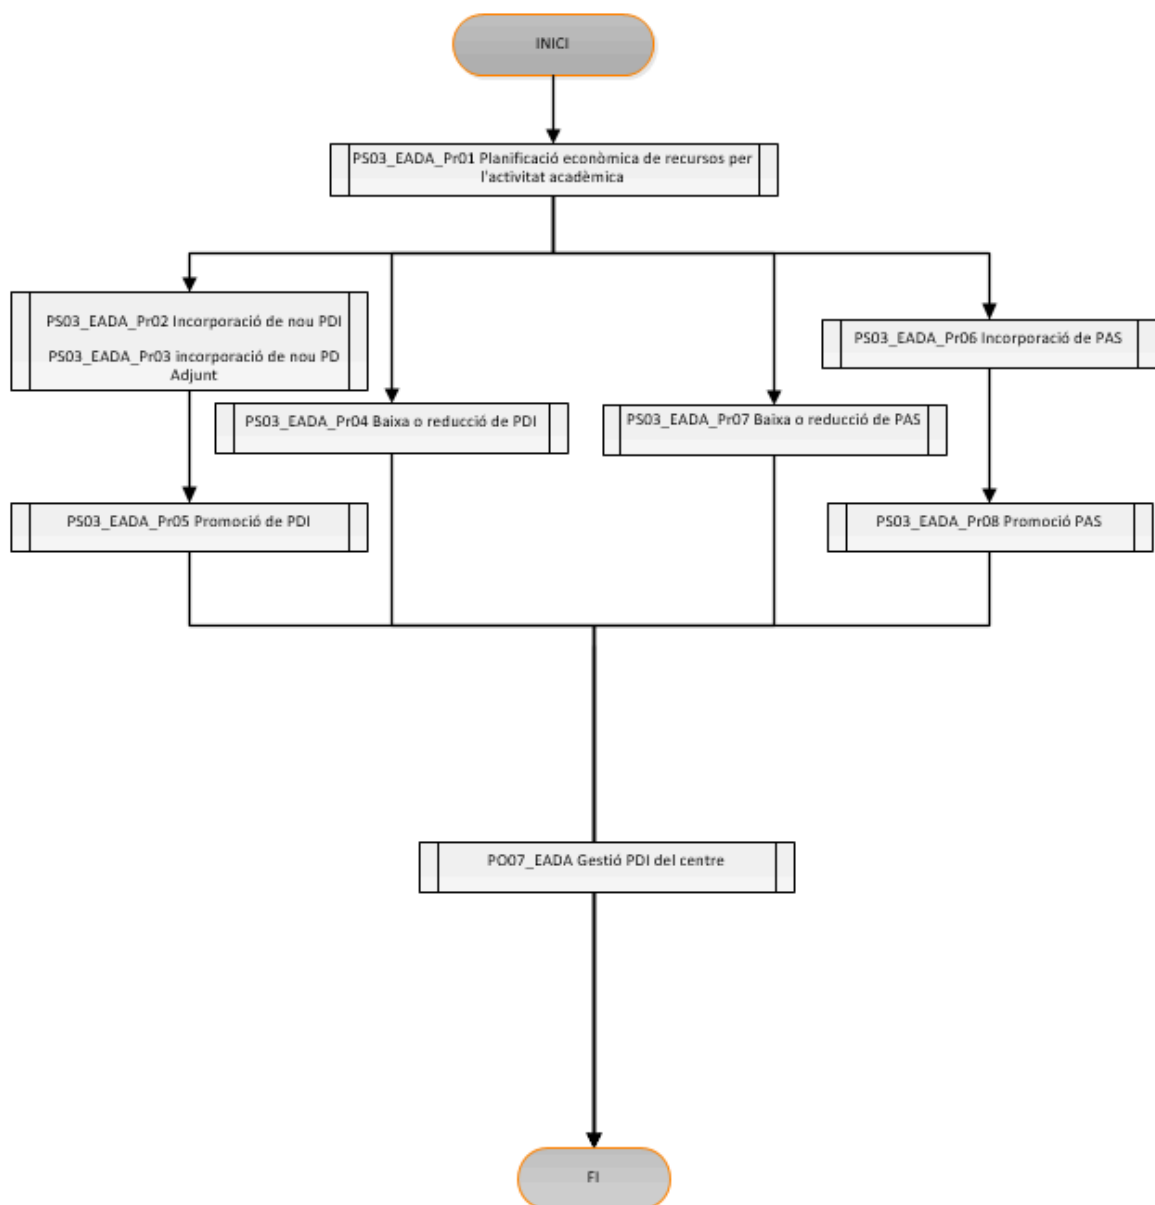 INICI
PS03_EADA_Pr01 Planificació econòmica de recursos per
l'activitat acadèmica
PS03_EADA_Pr02 Incorporació de nou PDI
PS03_EADA_Pr03 incorporació de nou PD
Adjunt
PS03_EADA_Pr06 Incorporació de PAS
PS03_EADA_Pr04 Baixa o reducció de PDI
PS03_EADA_Pr07 Baixa o reducció de PAS
PS03_EADA_Pr05 Promoció de PDI
PS03_EADA_Pr08 Promoció PAS
PO07_EADA Gestió PDI del centre
FI